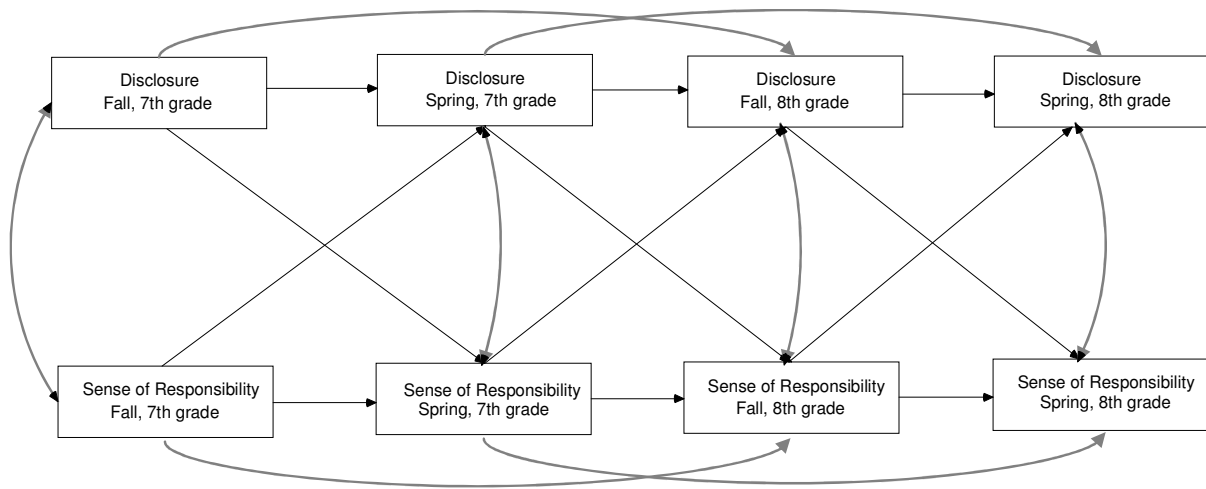 Disclosure
Fall, 7th grade
Disclosure
Spring, 7th grade
Disclosure
Fall, 8th grade
Disclosure
Spring, 8th grade
Sense of Responsibility
Fall, 7th grade
Sense of Responsibility
Spring, 7th grade
Sense of Responsibility
Fall, 8th grade
Sense of Responsibility
Spring, 8th grade